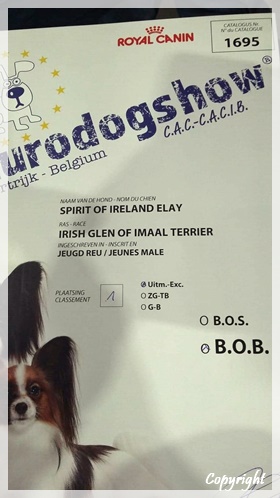 ROYAL CANIN
CATALOGUS Nr
N° du CATALOGUE
1695
urodogshow®
C.A.C.-C.A.C.I.B.
rtrijk - Belgium
NAAM VAN DE HOND - NOM DU CHIEN
SPIRIT OF IRELAND ELAY
RAS - RACE
IRISH GLEN OF IMAAL TERRIER
INGESCHREVEN IN - INSCRIT EN
JEUGD REU / JEUNES MALE
PLAATSING
CLASSEMENT
1
Uitm.-Exc.
ZG-TB
G-B
B.O.S.
B.O.B.
Copyright